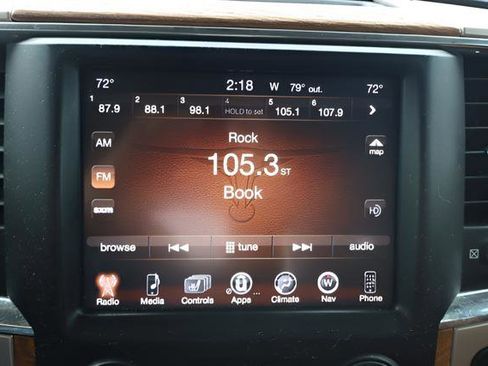 72° 2:18 W 79° out. 72°
1 87.9 2 88.1 3 98.1 4 HOLD to set 5 105.1 6 107.9
Rock
AM 105.3 ST map
FM Book
sxm HD
browse tune audio
Radio Media Controls Apps ... Climate Nav Phone